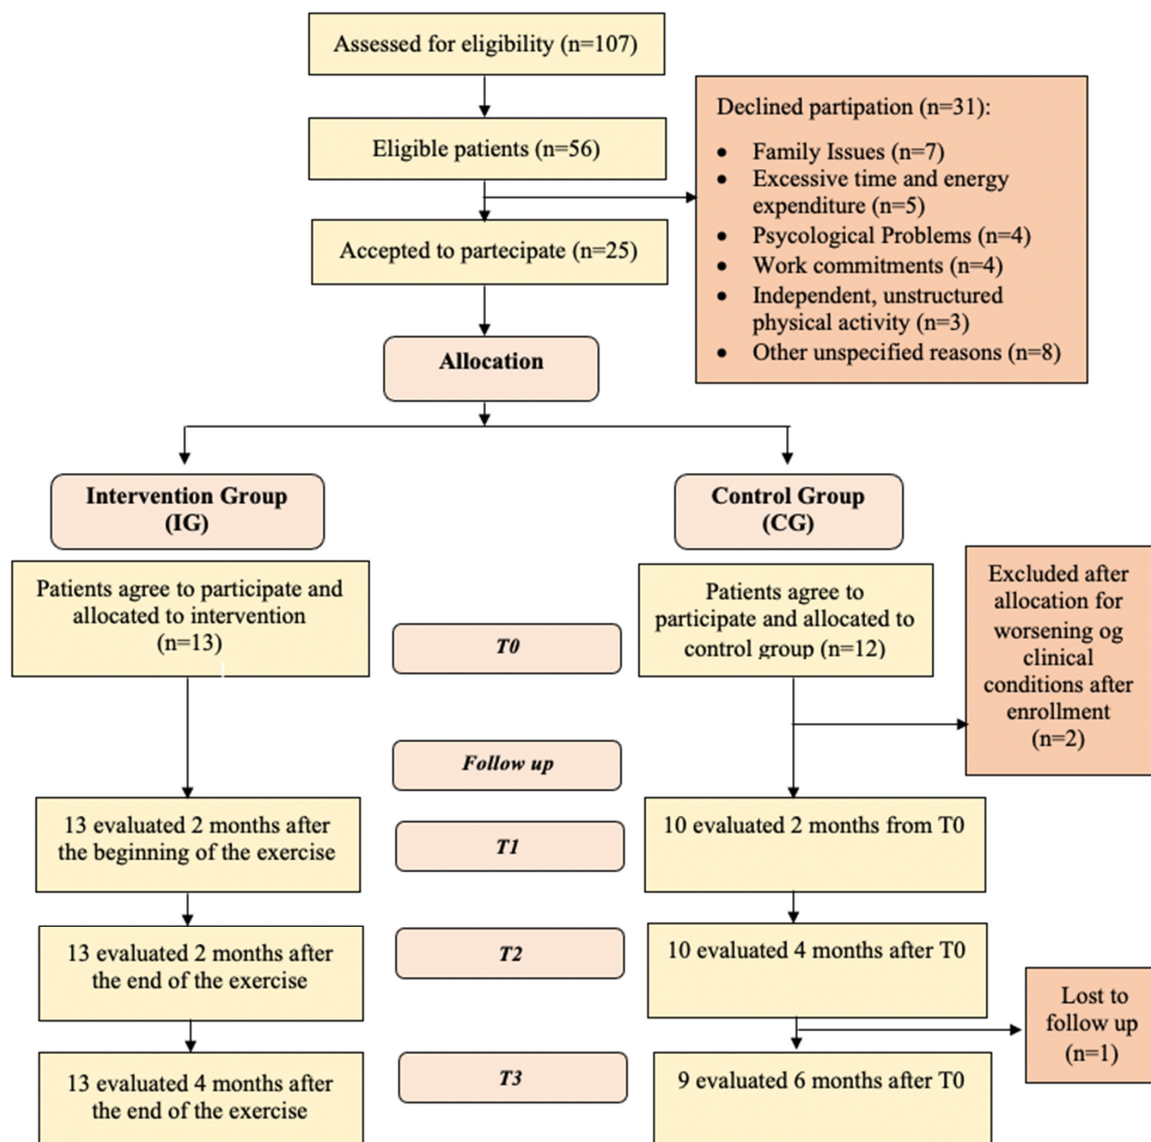 Assessed for eligibility (n=107)
Eligible patients (n=56)
Declined partipation (n=31):
• Family Issues (n=7)
• Excessive time and energy
expenditure (n=5)
• Psycological Problems (n=4)
• Work commitments (n=4)
• Independent, unstructured
physical activity (n=3)
• Other unspecified reasons (n=8)
Accepted to partecipate (n=25)
Allocation
Intervention Group
(IG)
Control Group
(CG)
Patients agree to participate and
allocated to intervention
(n=13)
T0
Patients agree to
participate and allocated to
control group (n=12)
Excluded after
allocation for
worsening og
clinical
conditions after
enrollment
(n=2)
Follow up
13 evaluated 2 months after
the beginning of the exercise
T1
10 evaluated 2 months from T0
13 evaluated 2 months after
the end of the exercise
T2
10 evaluated 4 months after T0
Lost to
follow up
(n=1)
13 evaluated 4 months after
the end of the exercise
T3
9 evaluated 6 months after T0